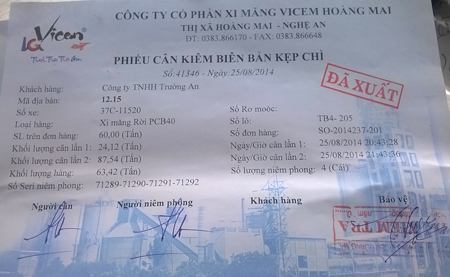 Vicem
CÔNG TY CỔ PHẦN XI MĂNG VICEM HOÀNG MAI
THỊ XÃ HOÀNG MAI - NGHỆ AN
ĐT: 0383.866170 - FAX: 0383.866648
PHIẾU CÂN KIÊM BIÊN BẢN KẸP CHÌ
Số:41346 - Ngày:25/08/2014
ĐÃ XUẤT
Khách hàng: Công ty TNHH Trường An
Mã địa bàn: 12.15
Số xe: 37C-11520 Số Rơ moóc:
Loại hàng: Xi măng Rời PCB40 Số lô: TB4- 205
SL trên đơn hàng: 60,00 (Tấn) Số đơn hàng: SO-2014237-201
Khối lượng cân lần 1: 24,12 (Tấn) Ngày/Giờ cân lần 1: 25/08/2014 20:43:28
Khối lượng cân lần 2: 87,54 (Tấn) Ngày/Giờ cân lần 2: 25/08/2014 21:43:36
Khối lượng hàng: 63,42 (Tấn) Số lượng niêm phong: 4 (Cái)
Số Seri niêm phong: 71289-71290-71291-71292
Người cân Người niêm phong Khách hàng Bảo vệ